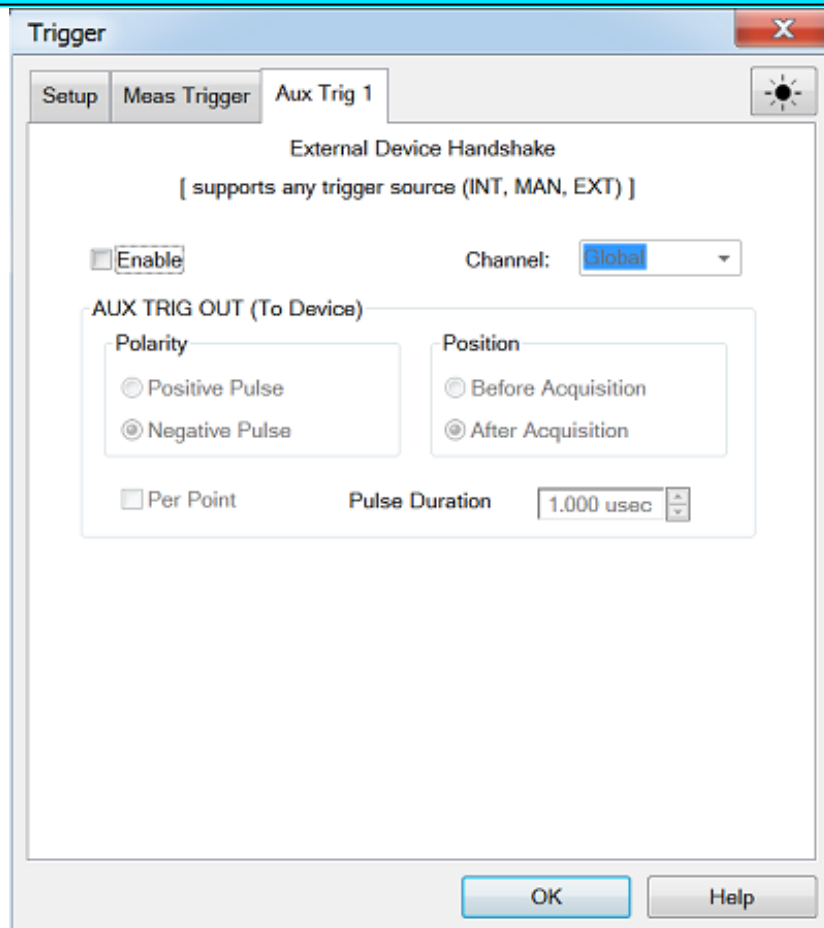 Trigger
Setup Meas Trigger Aux Trig 1
External Device Handshake
[ supports any trigger source (INT, MAN, EXT) ]
Enable Channel: Global
AUX TRIG OUT (To Device)
Polarity Position
Positive Pulse Before Acquisition
Negative Pulse After Acquisition
Per Point Pulse Duration 1.000 usec
OK Help